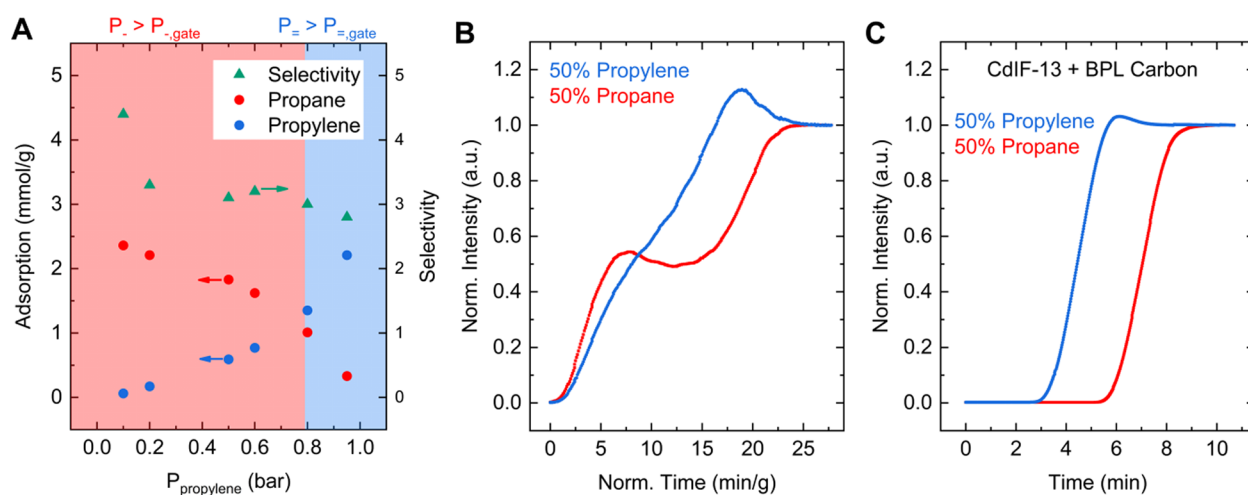 A
P₋ > P₋,gate
P₌ > P₌,gate
Selectivity
Propane
Propylene
5
4
3
2
1
0
Adsorption (mmol/g)
5
4
3
2
1
0
Selectivity
0.0 0.2 0.4 0.6 0.8 1.0
Ppropylene (bar)
B
50% Propylene
50% Propane
1.2
1.0
0.8
0.6
0.4
0.2
0.0
Norm. Intensity (a.u.)
0 5 10 15 20 25
Norm. Time (min/g)
C
CdIF-13 + BPL Carbon
50% Propylene
50% Propane
1.2
1.0
0.8
0.6
0.4
0.2
0.0
Norm. Intensity (a.u.)
0 2 4 6 8 10
Time (min)